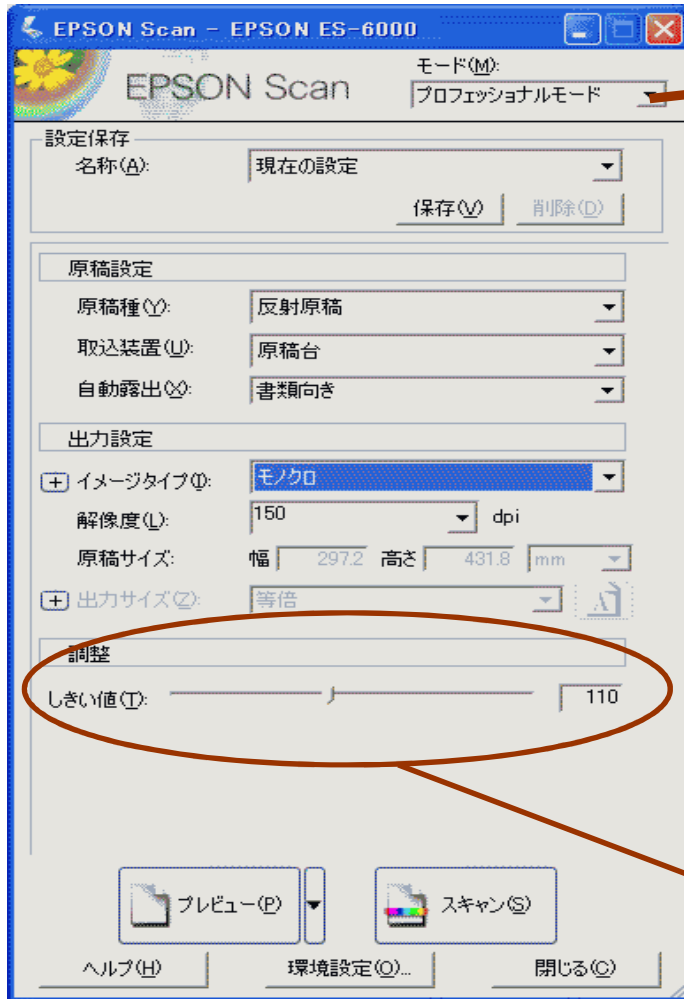 EPSON Scan - EPSON ES-6000
EPSON Scan
モード(M):
プロフェッショナルモード
設定保存
名称(A): 現在の設定
保存(V) 削除(D)
原稿設定
原稿種(Y): 反射原稿
取込装置(U): 原稿台
自動露出(X): 書類向き
出力設定
+ イメージタイプ(I): モノクロ
解像度(L): 150 dpi
原稿サイズ: 幅 297.2 高さ 431.8 mm
+ 出力サイズ(Z): 等倍 A
調整
しきい値(T): 110
プレビュー(P) スキャン(S)
ヘルプ(H) 環境設定(O)... 閉じる(C)